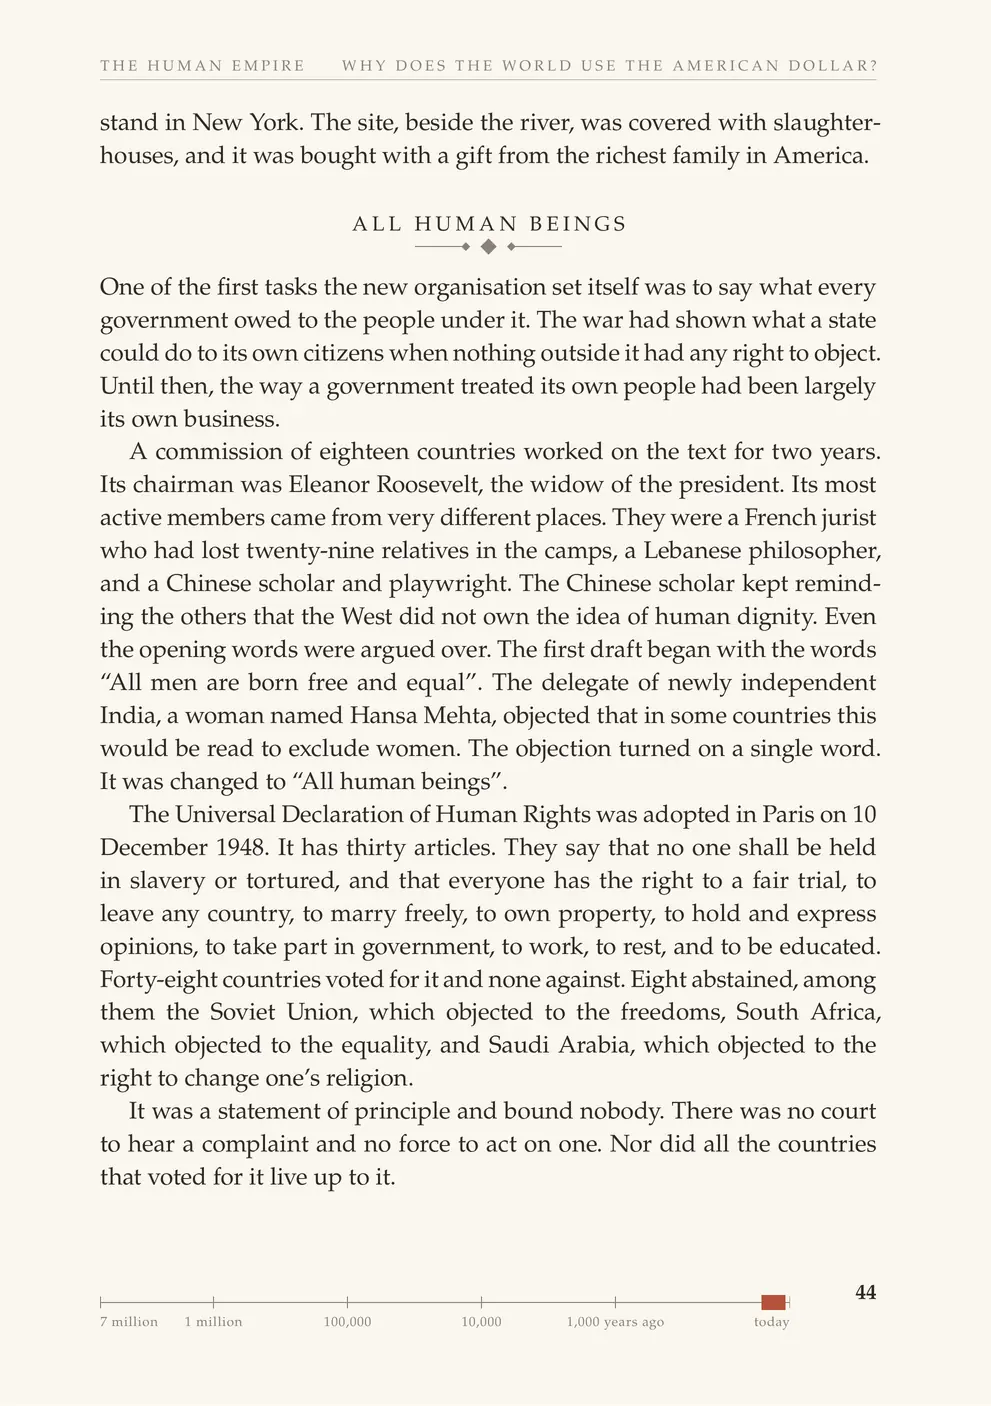 THE HUMAN EMPIRE WHY DOES THE WORLD USE THE AMERICAN DOLLAR?
stand in New York. The site, beside the river, was covered with slaughter-
houses, and it was bought with a gift from the richest family in America.
ALL HUMAN BEINGS
One of the first tasks the new organisation set itself was to say what every
government owed to the people under it. The war had shown what a state
could do to its own citizens when nothing outside it had any right to object.
Until then, the way a government treated its own people had been largely
its own business.
A commission of eighteen countries worked on the text for two years.
Its chairman was Eleanor Roosevelt, the widow of the president. Its most
active members came from very different places. They were a French jurist
who had lost twenty-nine relatives in the camps, a Lebanese philosopher,
and a Chinese scholar and playwright. The Chinese scholar kept remind-
ing the others that the West did not own the idea of human dignity. Even
the opening words were argued over. The first draft began with the words
“All men are born free and equal”. The delegate of newly independent
India, a woman named Hansa Mehta, objected that in some countries this
would be read to exclude women. The objection turned on a single word.
It was changed to “All human beings”.
The Universal Declaration of Human Rights was adopted in Paris on 10
December 1948. It has thirty articles. They say that no one shall be held
in slavery or tortured, and that everyone has the right to a fair trial, to
leave any country, to marry freely, to own property, to hold and express
opinions, to take part in government, to work, to rest, and to be educated.
Forty-eight countries voted for it and none against. Eight abstained, among
them the Soviet Union, which objected to the freedoms, South Africa,
which objected to the equality, and Saudi Arabia, which objected to the
right to change one’s religion.
It was a statement of principle and bound nobody. There was no court
to hear a complaint and no force to act on one. Nor did all the countries
that voted for it live up to it.
44
7 million 1 million 100,000 10,000 1,000 years ago today